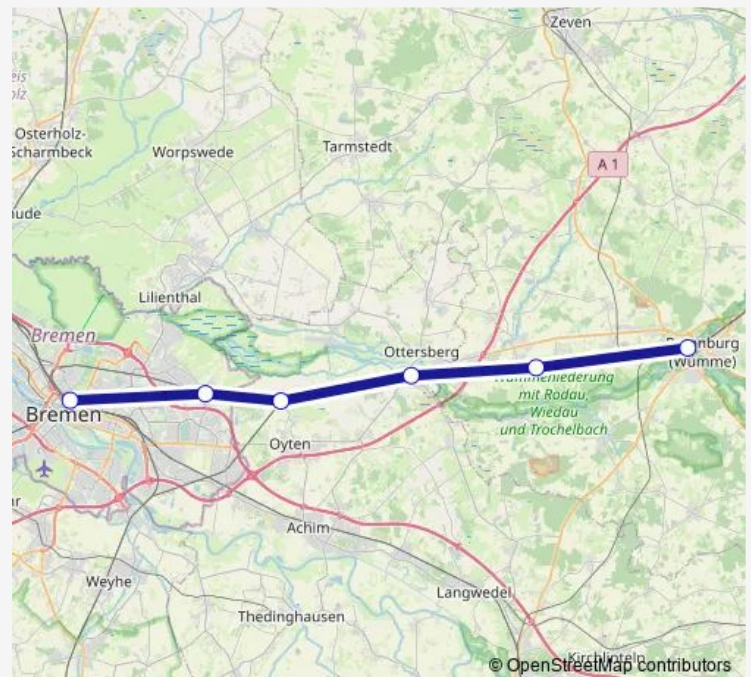 Zeven
Osterholz-
Scharmbeck
Worpswede
Tarmstedt
A 1
Lilienthal
Bremen
Ottersberg
(Wümme)
Bremen
mit Rodau,
Wiedau
und Trochelbach
Oyten
Achim
Weyhe
Langwedel
Thedinghausen
Kirchlinteln
© OpenStreetMap contributors